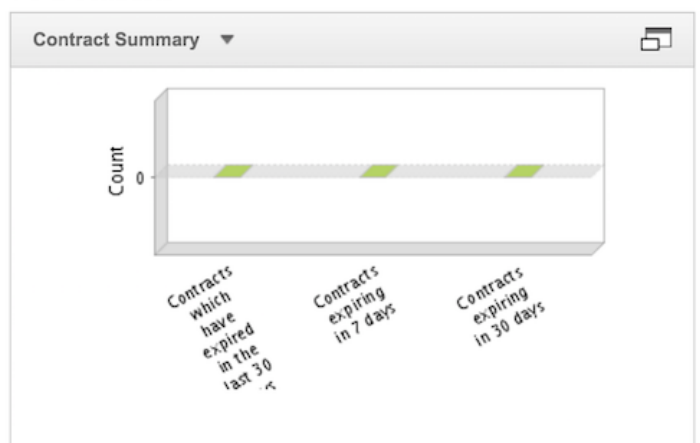 Contract Summary
Count
0
Contracts
which
have
expired
in the
last 30
Contracts
expiring
in 7 days
Contracts
expiring
in 30 days